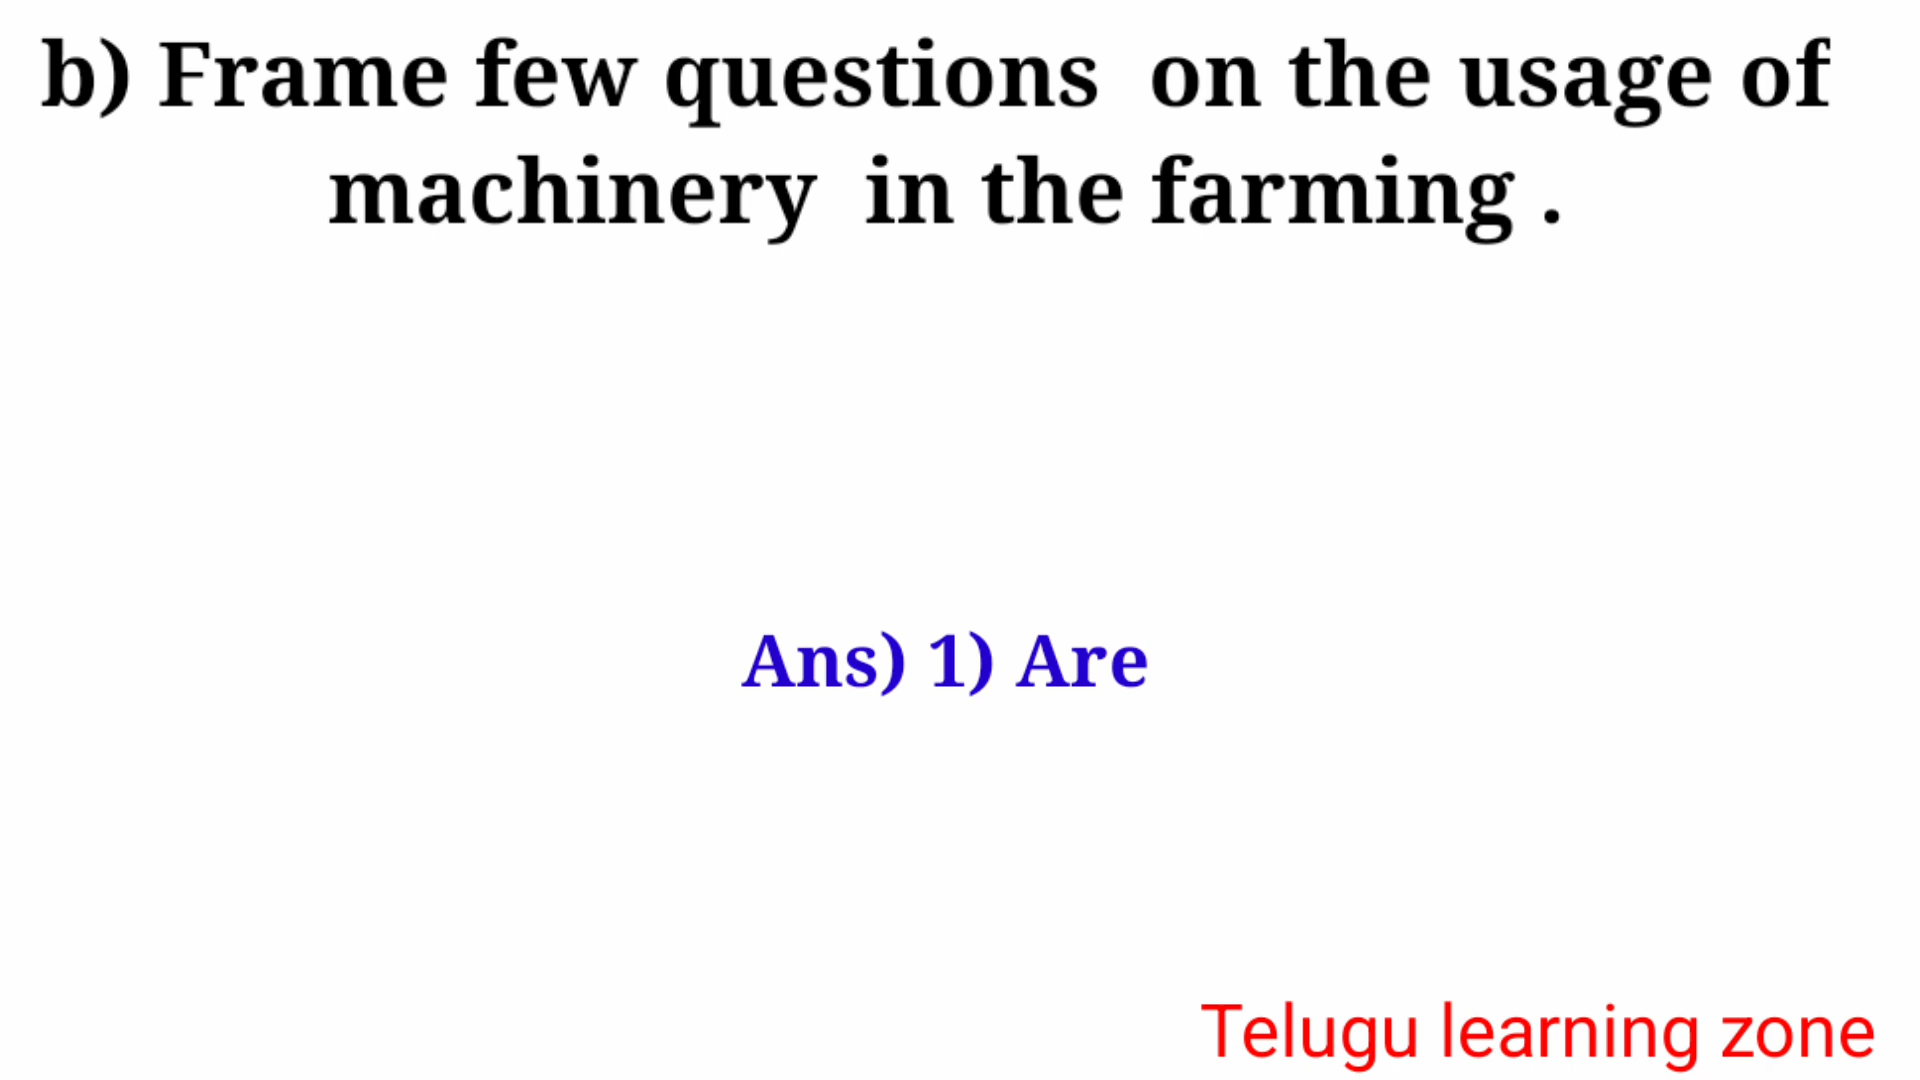 b) Frame few questions  on the usage of
machinery  in the farming .
Ans) 1) Are
Telugu learning zone